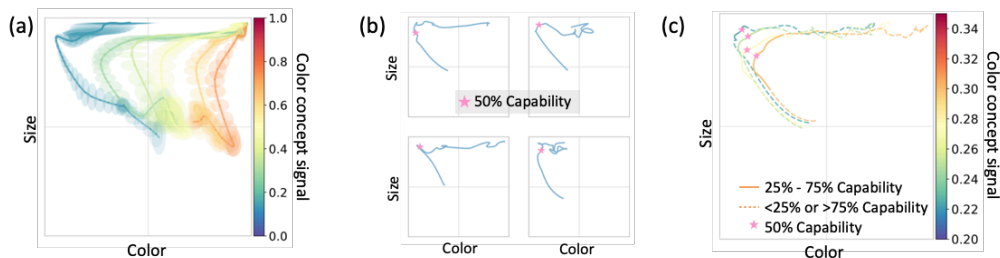 (a)
Size
Color
1.0
0.8
0.6
0.4
0.2
0.0
Color concept signal
(b)
Size
Size
50% Capability
Color
Color
(c)
Size
25% - 75% Capability
<25% or >75% Capability
50% Capability
Color
0.34
0.32
0.30
0.28
0.26
0.24
0.22
0.20
Color concept signal